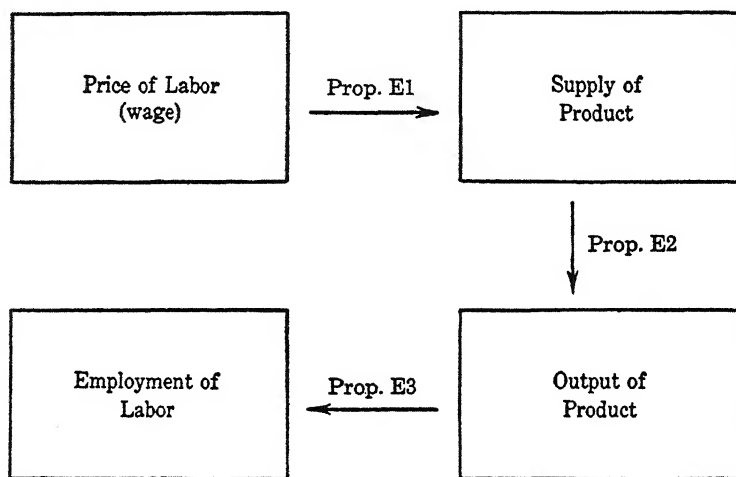 Price of Labor
(wage)
Prop. E1
Supply of
Product
Prop. E2
Employment of
Labor
Prop. E3
Output of
Product